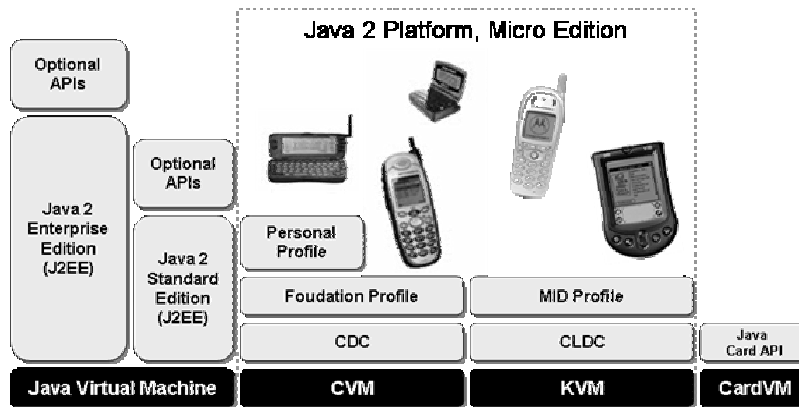 Java 2 Platform, Micro Edition
Optional
APIs
Java 2
Enterprise
Edition
(J2EE)
Optional
APIs
Java 2
Standard
Edition
(J2EE)
Personal
Profile
Foudation Profile
MID Profile
CDC
CLDC
Java
Card API
Java Virtual Machine
CVM
KVM
CardVM